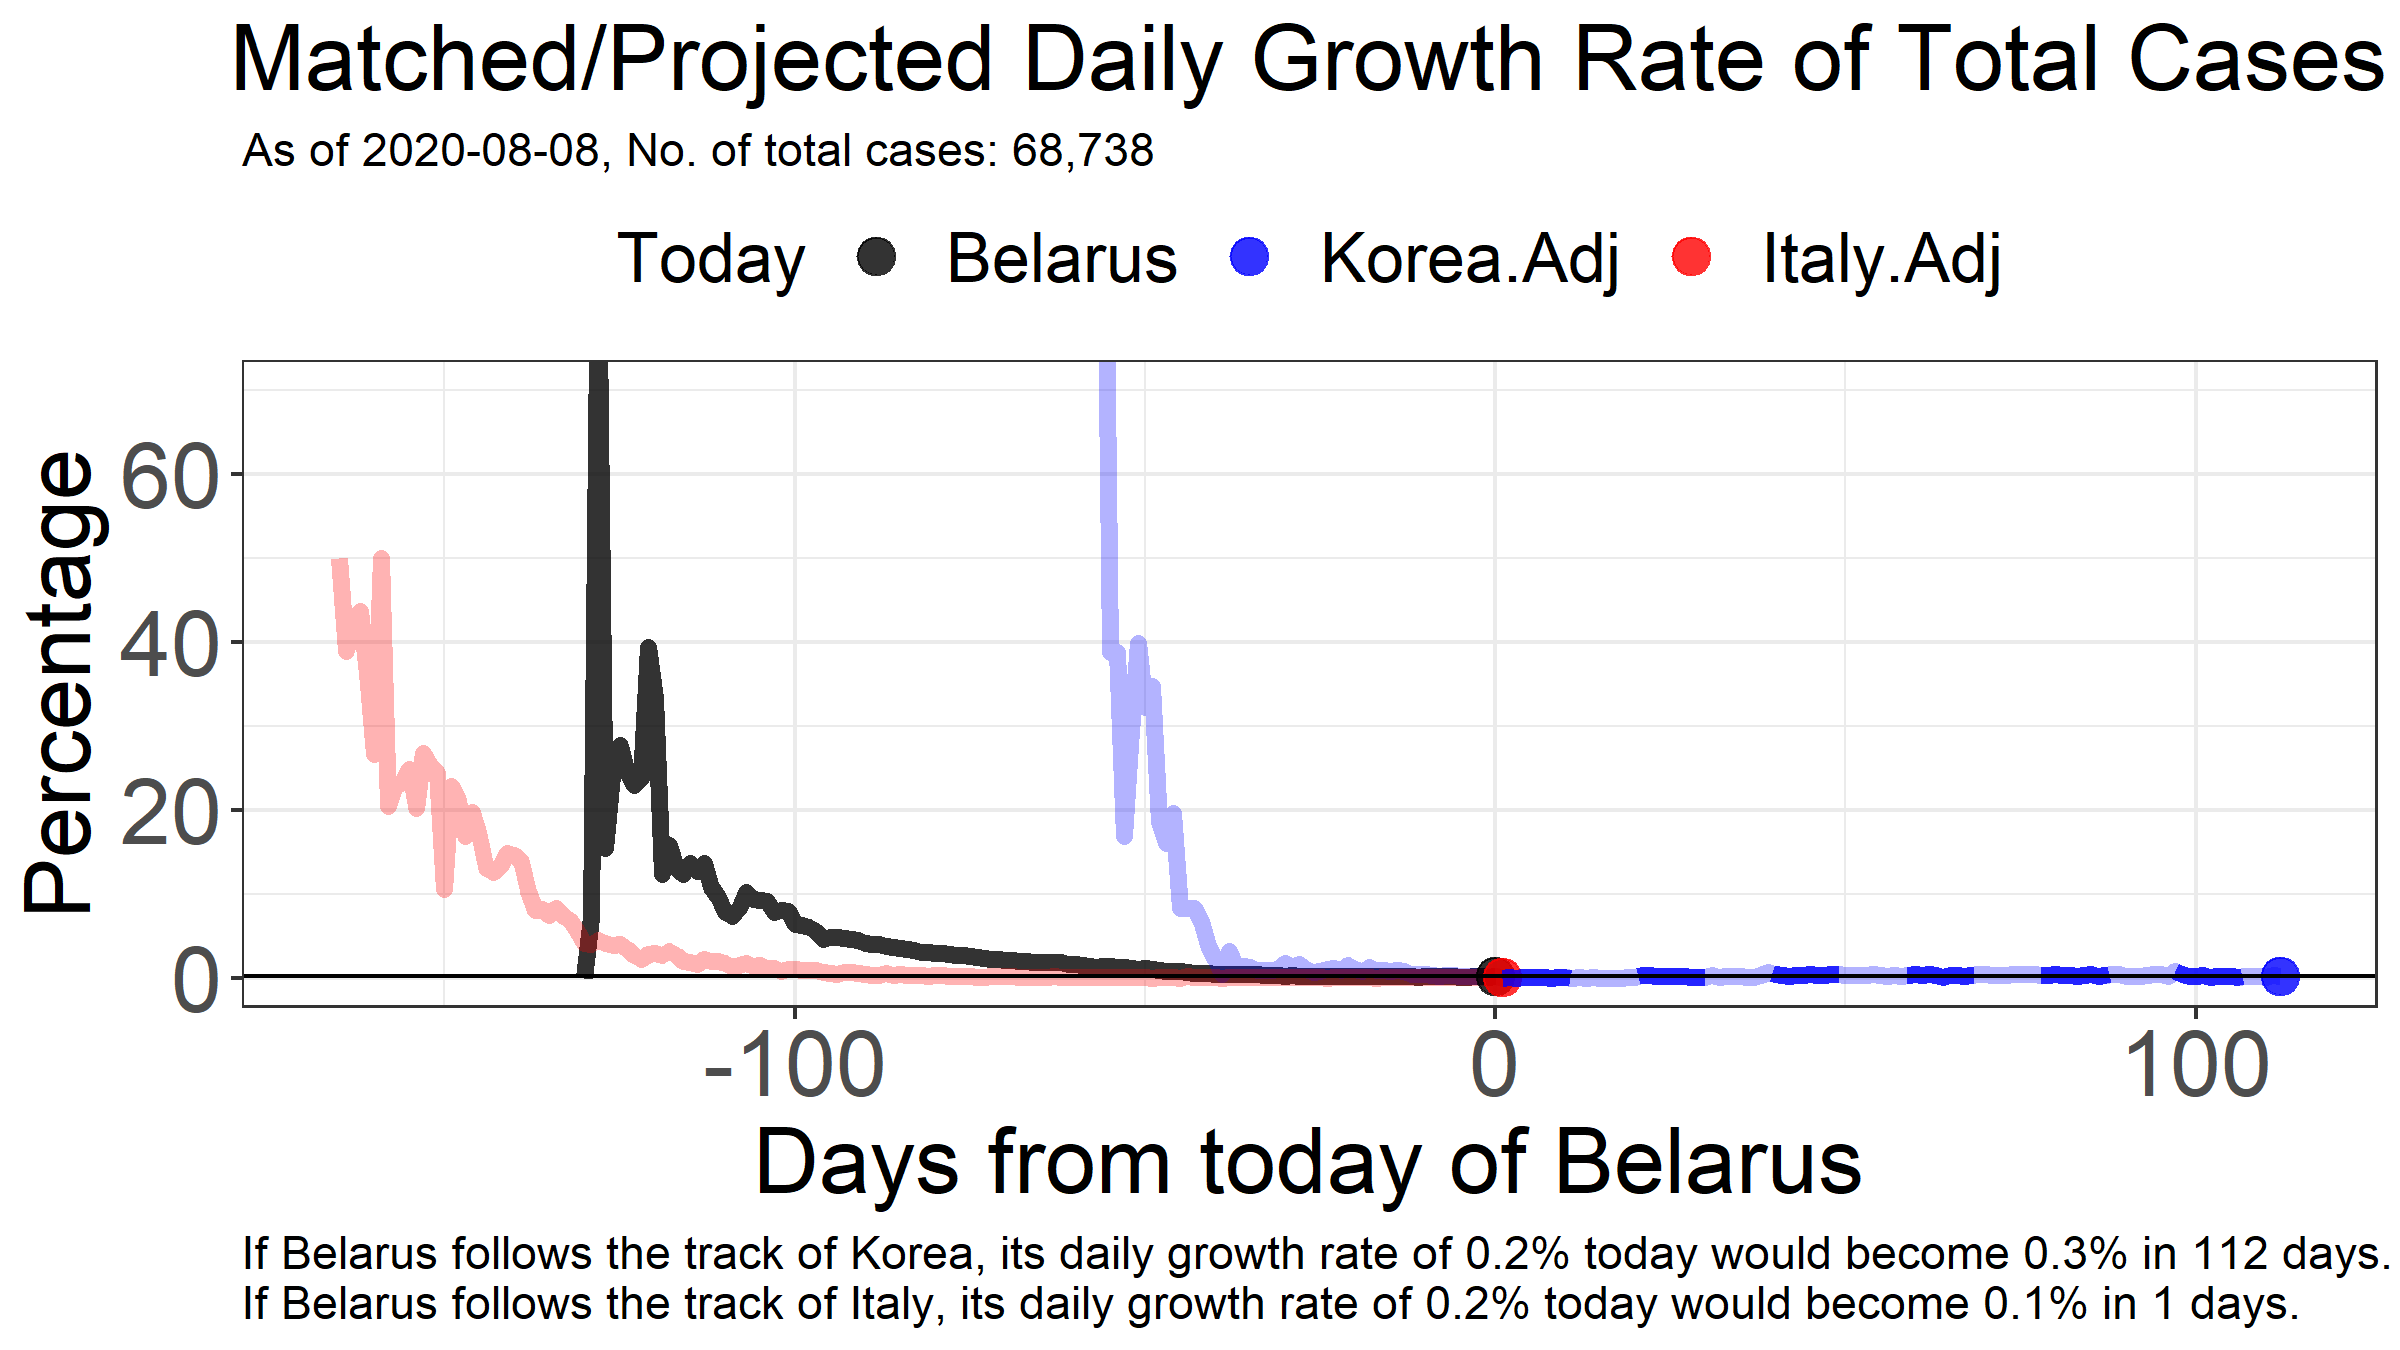 Matched/Projected Daily Growth Rate of Total Cases
As of 2020-08-08, No. of total cases: 68,738
Today Belarus Korea.Adj Italy.Adj
Percentage
60
40
20
0
-100 0 100
Days from today of Belarus
If Belarus follows the track of Korea, its daily growth rate of 0.2% today would become 0.3% in 112 days.
If Belarus follows the track of Italy, its daily growth rate of 0.2% today would become 0.1% in 1 days.